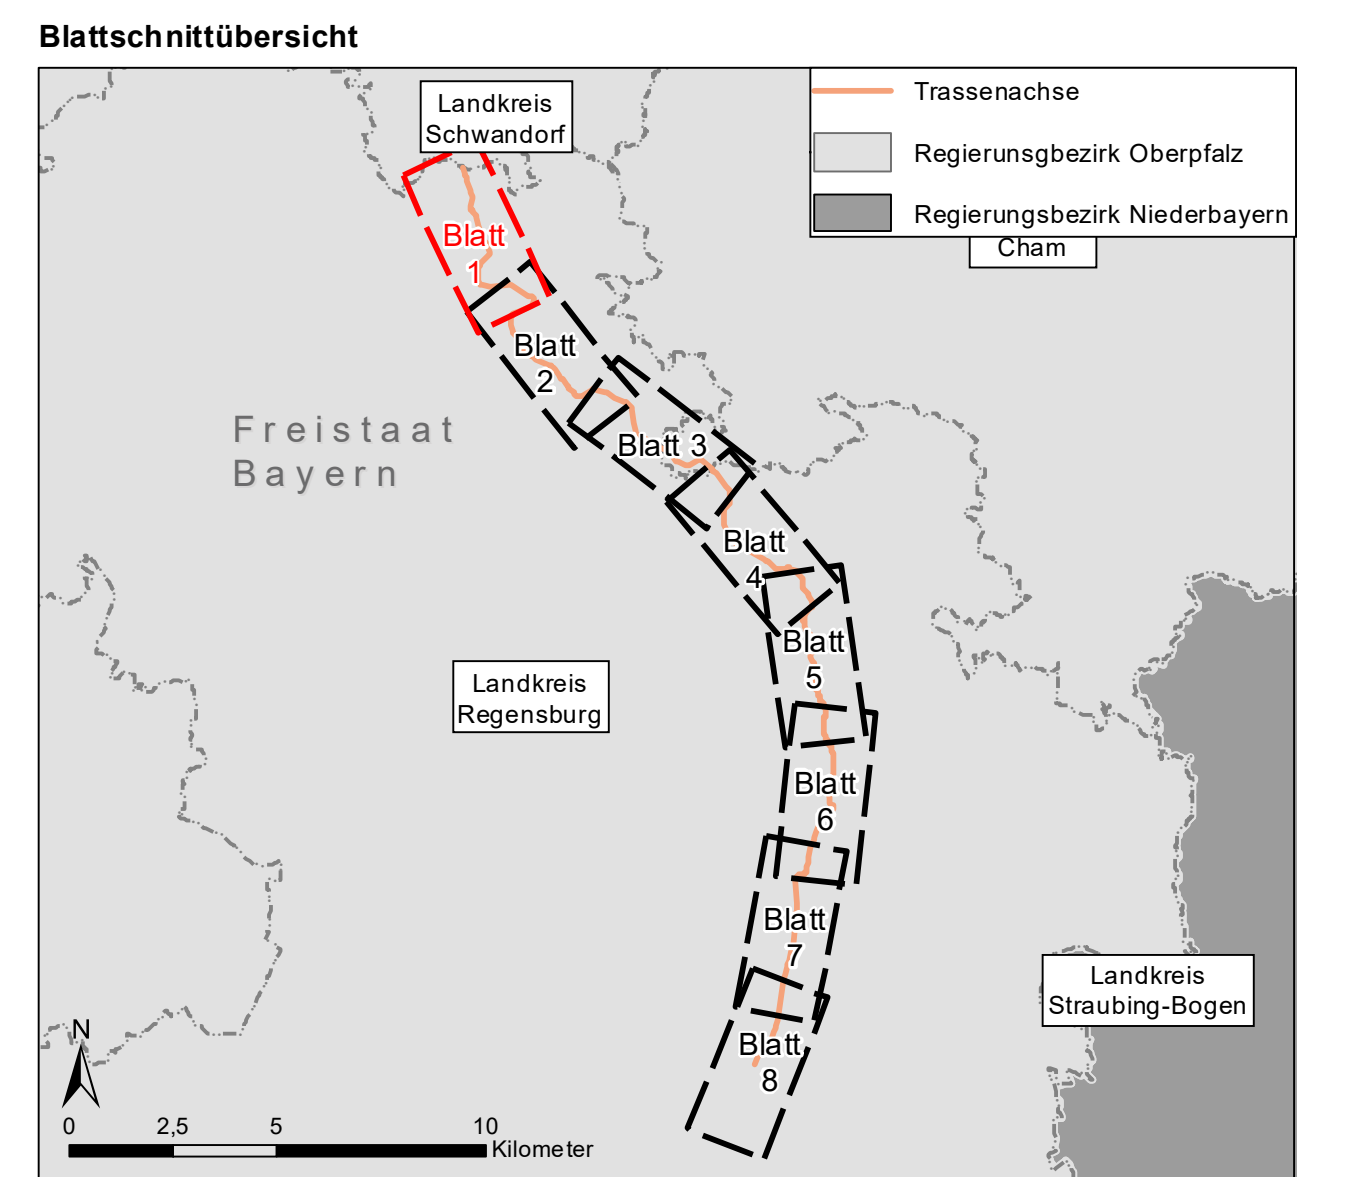 Blattschnittübersicht
Landkreis
Schwandorf
Trassenachse
Regierunsgbezirk Oberpfalz
Regierungsbezirk Niederbayern
Cham
Blatt
1
Blatt
2
Freistaat
Bayern
Blatt 3
Blatt
4
Blatt
5
Landkreis
Regensburg
Blatt
6
Blatt
7
Landkreis
Straubing-Bogen
Blatt
8
N
0 2,5 5 10
Kilometer